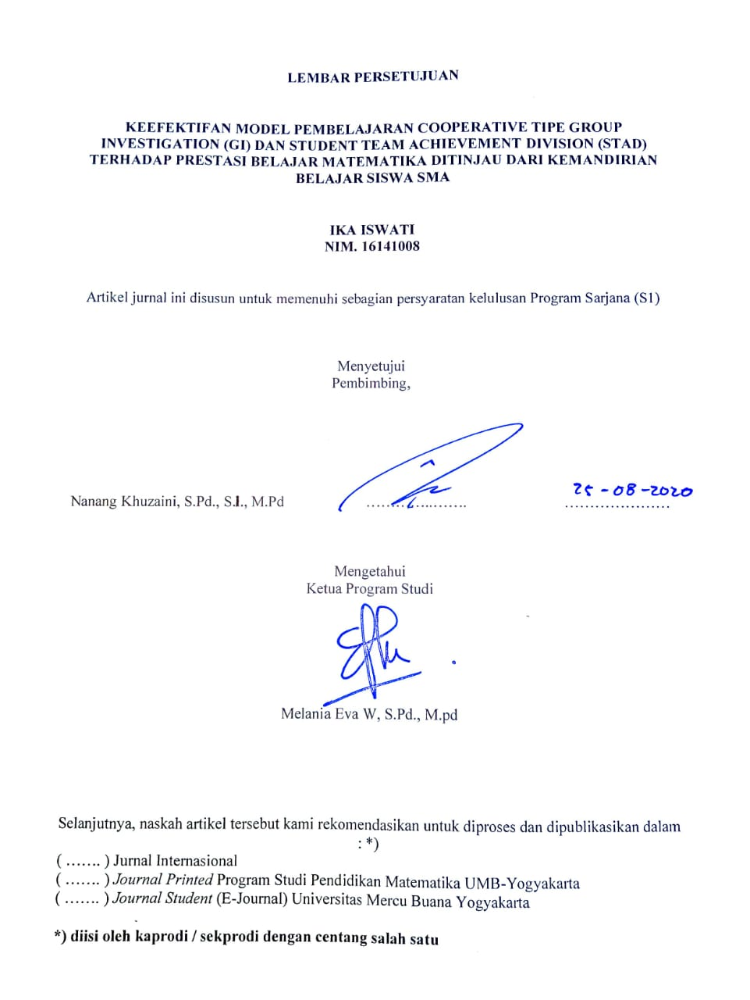 LEMBAR PERSETUJUAN
KEEFEKTIFAN MODEL PEMBELAJARAN COOPERATIVE TIPE GROUP
INVESTIGATION (GI) DAN STUDENT TEAM ACHIEVEMENT DIVISION (STAD)
TERHADAP PRESTASI BELAJAR MATEMATIKA DITINJAU DARI KEMANDIRIAN
BELAJAR SISWA SMA
IKA ISWATI
NIM. 16141008
Artikel jurnal ini disusun untuk memenuhi sebagian persyaratan kelulusan Program Sarjana (S1)
Menyetujui
Pembimbing,
Nanang Khuzaini, S.Pd., S.I., M.Pd ...................... 25-08-2020
Mengetahui
Ketua Program Studi
Melania Eva W, S.Pd., M.pd
Selanjutnya, naskah artikel tersebut kami rekomendasikan untuk diproses dan dipublikasikan dalam
: *)
( ....... ) Jurnal Internasional
( ....... ) Journal Printed Program Studi Pendidikan Matematika UMB-Yogyakarta
( ....... ) Journal Student (E-Journal) Universitas Mercu Buana Yogyakarta
*) diisi oleh kaprodi / sekprodi dengan centang salah satu